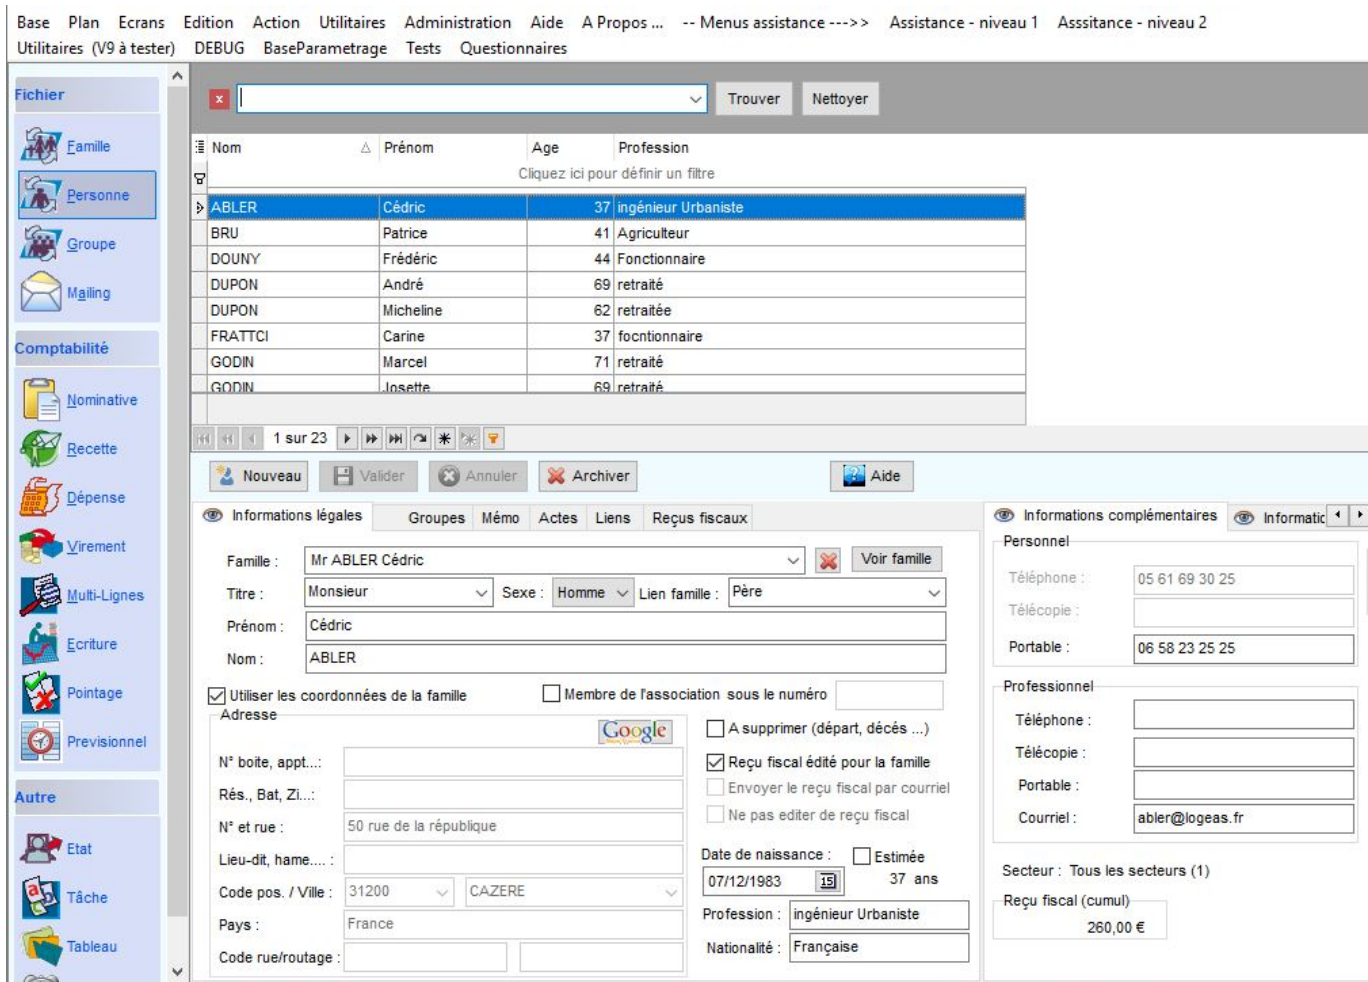 Base Plan Ecrans Edition Action Utilitaires Administration Aide A Propos ... -- Menus assistance --->> Assistance - niveau 1 Asssitance - niveau 2
Utilitaires (V9 à tester) DEBUG BaseParametrage Tests Questionnaires
Fichier
Famille
Personne
Groupe
Mailing
Comptabilité
Nominative
Recette
Dépense
Virement
Multi-Lignes
Ecriture
Pointage
Previsionnel
Autre
Etat
Tâche
Tableau
x Trouver Nettoyer
Nom Prénom Age Profession
Cliquez ici pour définir un filtre
ABLER Cédric 37 ingénieur Urbaniste
BRU Patrice 41 Agriculteur
DOUNY Frédéric 44 Fonctionnaire
DUPON André 69 retraité
DUPON Micheline 62 retraitée
FRATTCI Carine 37 focntionnaire
GODIN Marcel 71 retraité
GODIN Josette 69 retraité
1 sur 23
Nouveau Valider Annuler Archiver Aide
Informations légales Groupes Mémo Actes Liens Reçus fiscaux
Famille : Mr ABLER Cédric Voir famille
Titre : Monsieur Sexe : Homme Lien famille : Père
Prénom : Cédric
Nom : ABLER
Utiliser les coordonnées de la famille Membre de l'association sous le numéro
Adresse
Google
N° boite, appt...:
Rés., Bat, Zi...:
N° et rue : 50 rue de la république
Lieu-dit, hame.... :
Code pos. / Ville : 31200 CAZERE
Pays : France
Code rue/routage :
A supprimer (départ, décés ...)
Reçu fiscal édité pour la famille
Envoyer le reçu fiscal par courriel
Ne pas editer de reçu fiscal
Date de naissance : Estimée
07/12/1983 15 37 ans
Profession : ingénieur Urbaniste
Nationalité : Française
Informations complémentaires Informatic
Personnel
Téléphone : 05 61 69 30 25
Télécopie :
Portable : 06 58 23 25 25
Professionnel
Téléphone :
Télécopie :
Portable :
Courriel : abler@logeas.fr
Secteur : Tous les secteurs (1)
Reçu fiscal (cumul)
260,00 €